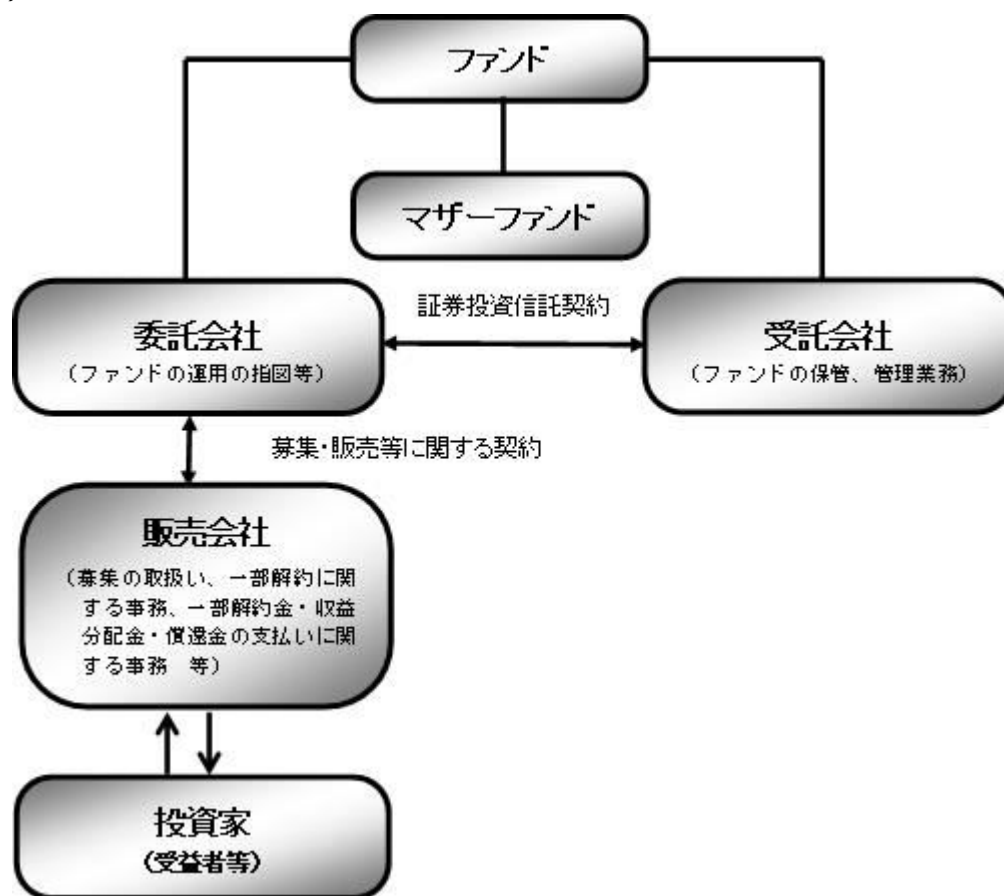 ファンド
マザーファンド
証券投資信託契約
委託会社
（ファンドの運用の指図等）
受託会社
（ファンドの保管、管理業務）
募集・販売等に関する契約
販売会社
（募集の取扱い、一部解約に関
する事務、一部解約金・収益
分配金・償還金の支払いに関
する事務　等）
投資家
（受益者等）